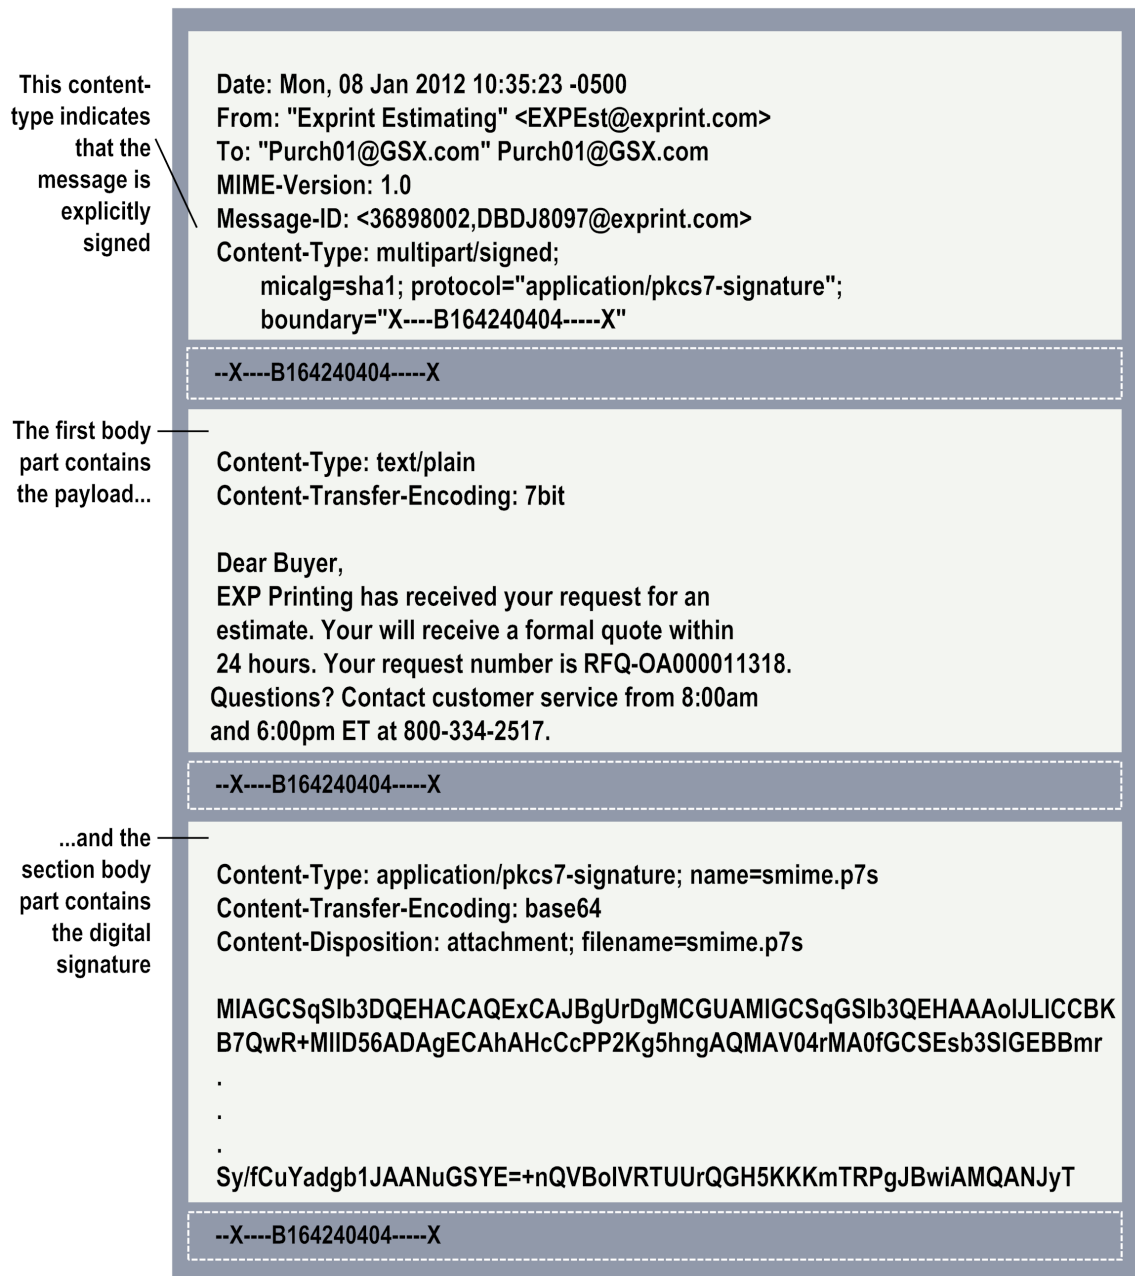 This content-
type indicates
that the
message is
explicitly
signed
Date: Mon, 08 Jan 2012 10:35:23 -0500
From: "Exprint Estimating" <EXPEst@exprint.com>
To: "Purch01@GSX.com" Purch01@GSX.com
MIME-Version: 1.0
Message-ID: <36898002,DBDJ8097@exprint.com>
Content-Type: multipart/signed;
micalg=sha1; protocol="application/pkcs7-signature";
boundary="X----B164240404-----X"
--X----B164240404-----X
The first body
part contains
the payload...
Content-Type: text/plain
Content-Transfer-Encoding: 7bit
Dear Buyer,
EXP Printing has received your request for an
estimate. Your will receive a formal quote within
24 hours. Your request number is RFQ-OA000011318.
Questions? Contact customer service from 8:00am
and 6:00pm ET at 800-334-2517.
--X----B164240404-----X
...and the
section body
part contains
the digital
signature
Content-Type: application/pkcs7-signature; name=smime.p7s
Content-Transfer-Encoding: base64
Content-Disposition: attachment; filename=smime.p7s
MIAGCSqSIb3DQEHACAQExCAJBgUrDgMCGUAMIGCSqGSIb3QEHAAAolJLICCBK
B7QwR+MIID56ADAgECAhAHcCcPP2Kg5hngAQMAV04rMA0fGCSEsb3SIGEBBmr
.
.
.
Sy/fCuYadgb1JAANuGSYE=+nQVBolVRTUUrQGH5KKKmTRPgJBwiAMQANJyT
--X----B164240404-----X